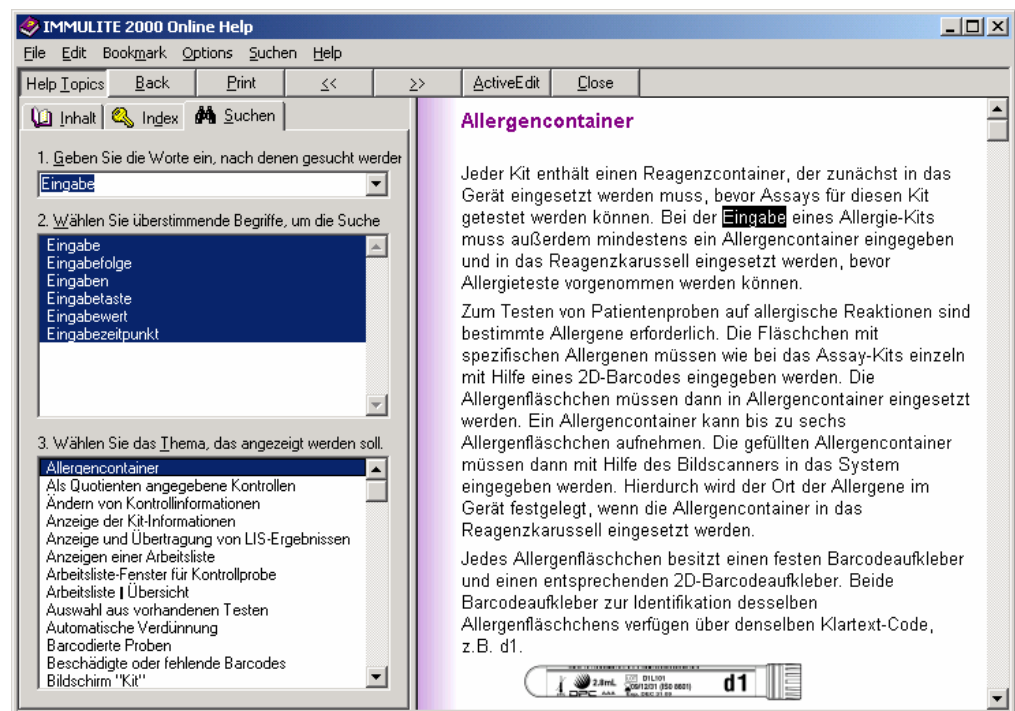 IMMULITE 2000 Online Help
File Edit Bookmark Options Suchen Help
Help Topics Back Print << >> ActiveEdit Close
Inhalt Index Suchen
1. Geben Sie die Worte ein, nach denen gesucht werder
Eingabe
2. Wählen Sie überstimmende Begriffe, um die Suche
Eingabe
Eingabefolge
Eingaben
Eingabetaste
Eingabewert
Eingabezeitpunkt
3. Wählen Sie das Thema, das angezeigt werden soll.
Allergencontainer
Als Quotienten angegebene Kontrollen
Ändern von Kontrollinformationen
Anzeige der Kit-Informationen
Anzeige und Übertragung von LIS-Ergebnissen
Anzeigen einer Arbeitsliste
Arbeitsliste-Fenster für Kontrollprobe
Arbeitsliste | Übersicht
Auswahl aus vorhandenen Testen
Automatische Verdünnung
Barcodierte Proben
Beschädigte oder fehlende Barcodes
Bildschirm "Kit"
Allergencontainer
Jeder Kit enthält einen Reagenzcontainer, der zunächst in das
Gerät eingesetzt werden muss, bevor Assays für diesen Kit
getestet werden können. Bei der Eingabe eines Allergie-Kits
muss außerdem mindestens ein Allergencontainer eingegeben
und in das Reagenzkarussell eingesetzt werden, bevor
Allergieteste vorgenommen werden können.
Zum Testen von Patientenproben auf allergische Reaktionen sind
bestimmte Allergene erforderlich. Die Fläschchen mit
spezifischen Allergenen müssen wie bei das Assay-Kits einzeln
mit Hilfe eines 2D-Barcodes eingegeben werden. Die
Allergenfläschchen müssen dann in Allergencontainer eingesetzt
werden. Ein Allergencontainer kann bis zu sechs
Allergenfläschchen aufnehmen. Die gefüllten Allergencontainer
müssen dann mit Hilfe des Bildscanners in das System
eingegeben werden. Hierdurch wird der Ort der Allergene im
Gerät festgelegt, wenn die Allergencontainer in das
Reagenzkarussell eingesetzt werden.
Jedes Allergenfläschchen besitzt einen festen Barcodeaufkleber
und einen entsprechenden 2D-Barcodeaufkleber. Beide
Barcodeaufkleber zur Identifikation desselben
Allergenfläschchens verfügen über denselben Klartext-Code,
z.B. d1.
2.0mL D1L101 d1
DPC